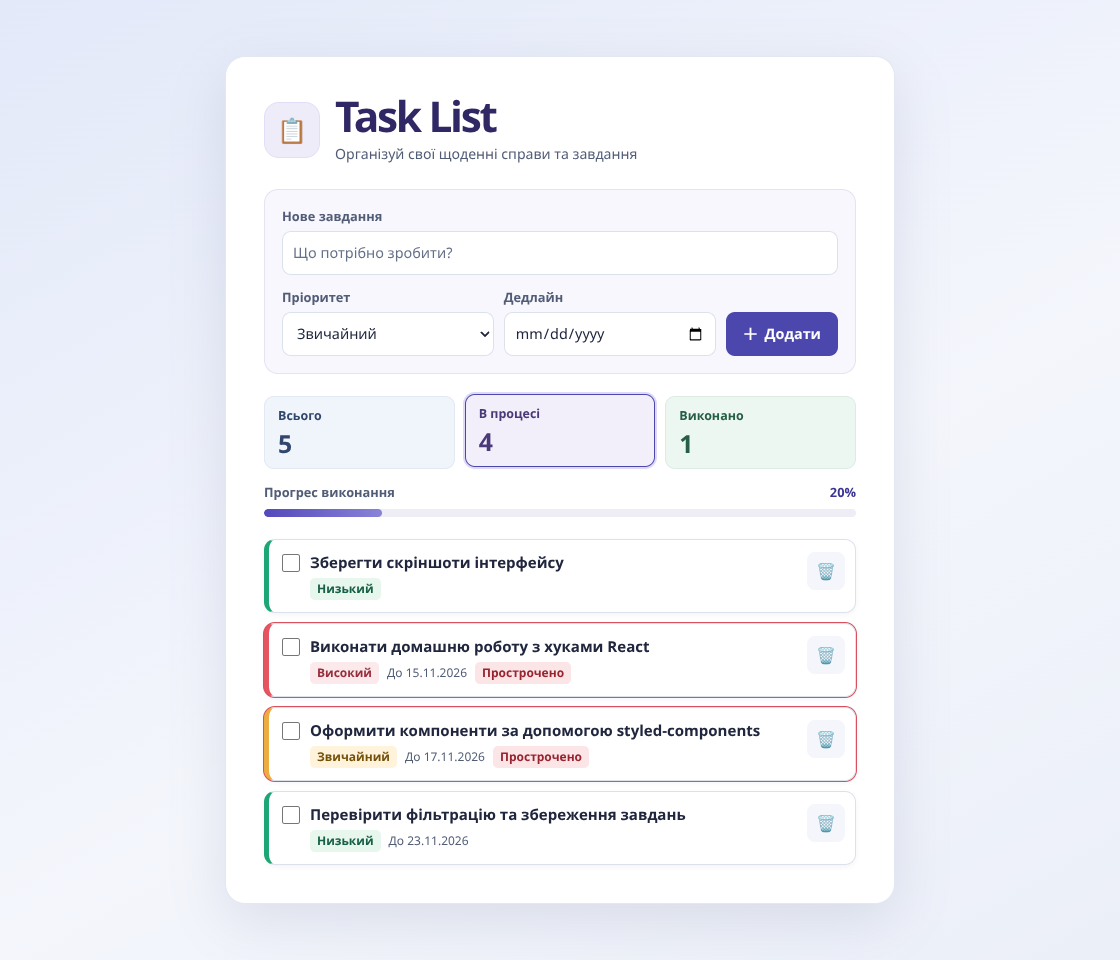 Task List
Організуй свої щоденні справи та завдання
Нове завдання
Що потрібно зробити?
Пріоритет Дедлайн
Звичайний mm/dd/yyyy + Додати
Всього В процесі Виконано
5 4 1
Прогрес виконання 20%
Зберегти скріншоти інтерфейсу
Низький
Виконати домашню роботу з хуками React
Високий До 15.11.2026 Прострочено
Оформити компоненти за допомогою styled-components
Звичайний До 17.11.2026 Прострочено
Перевірити фільтрацію та збереження завдань
Низький До 23.11.2026